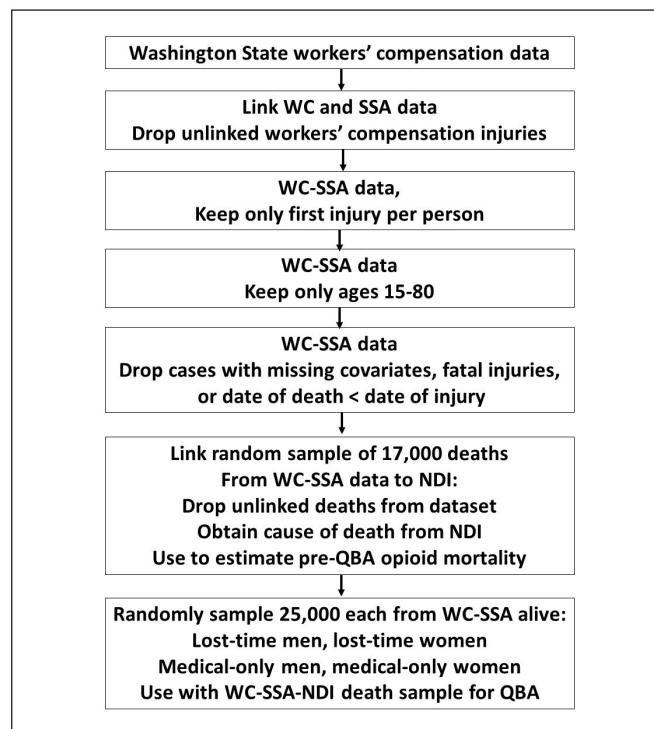 Washington State workers’ compensation data
Link WC and SSA data
Drop unlinked workers’ compensation injuries
WC-SSA data,
Keep only first injury per person
WC-SSA data
Keep only ages 15-80
WC-SSA data
Drop cases with missing covariates, fatal injuries,
or date of death < date of injury
Link random sample of 17,000 deaths
From WC-SSA data to NDI:
Drop unlinked deaths from dataset
Obtain cause of death from NDI
Use to estimate pre-QBA opioid mortality
Randomly sample 25,000 each from WC-SSA alive:
Lost-time men, lost-time women
Medical-only men, medical-only women
Use with WC-SSA-NDI death sample for QBA